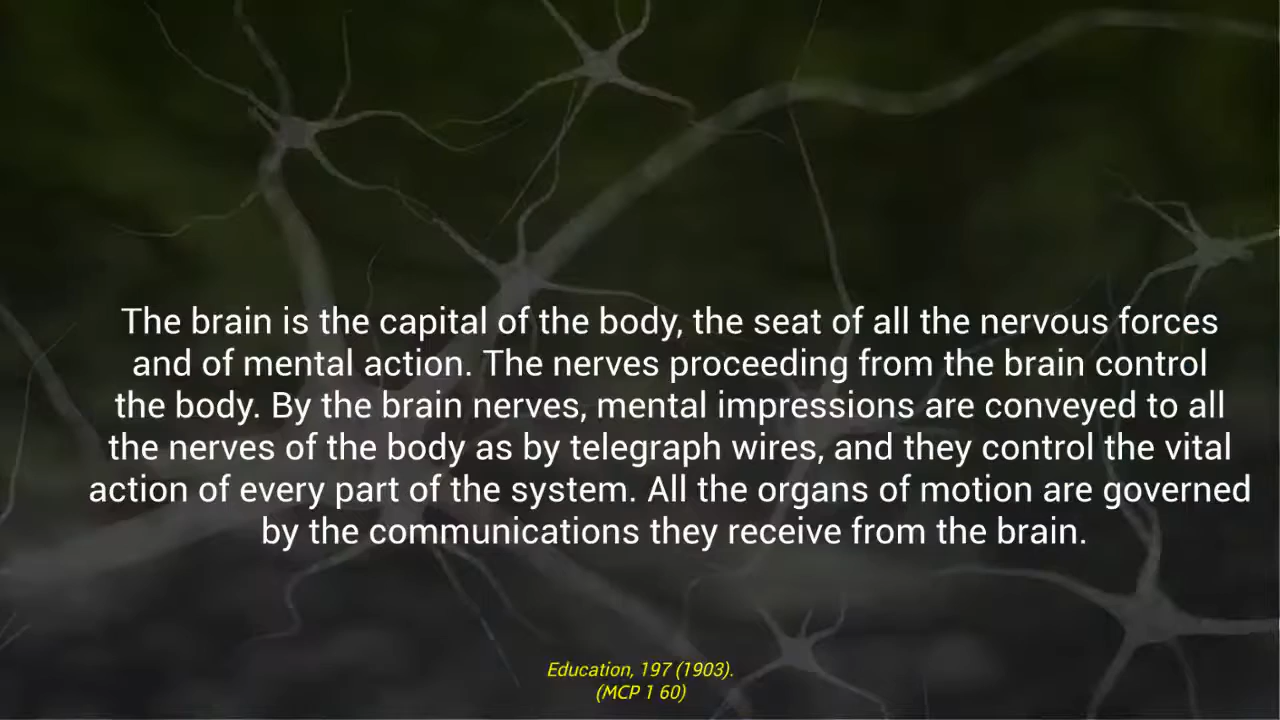 The brain is the capital of the body, the seat of all the nervous forces
and of mental action. The nerves proceeding from the brain control
the body. By the brain nerves, mental impressions are conveyed to all
the nerves of the body as by telegraph wires, and they control the vital
action of every part of the system. All the organs of motion are governed
by the communications they receive from the brain.
Education, 197 (1903).
(MCP 1 60)